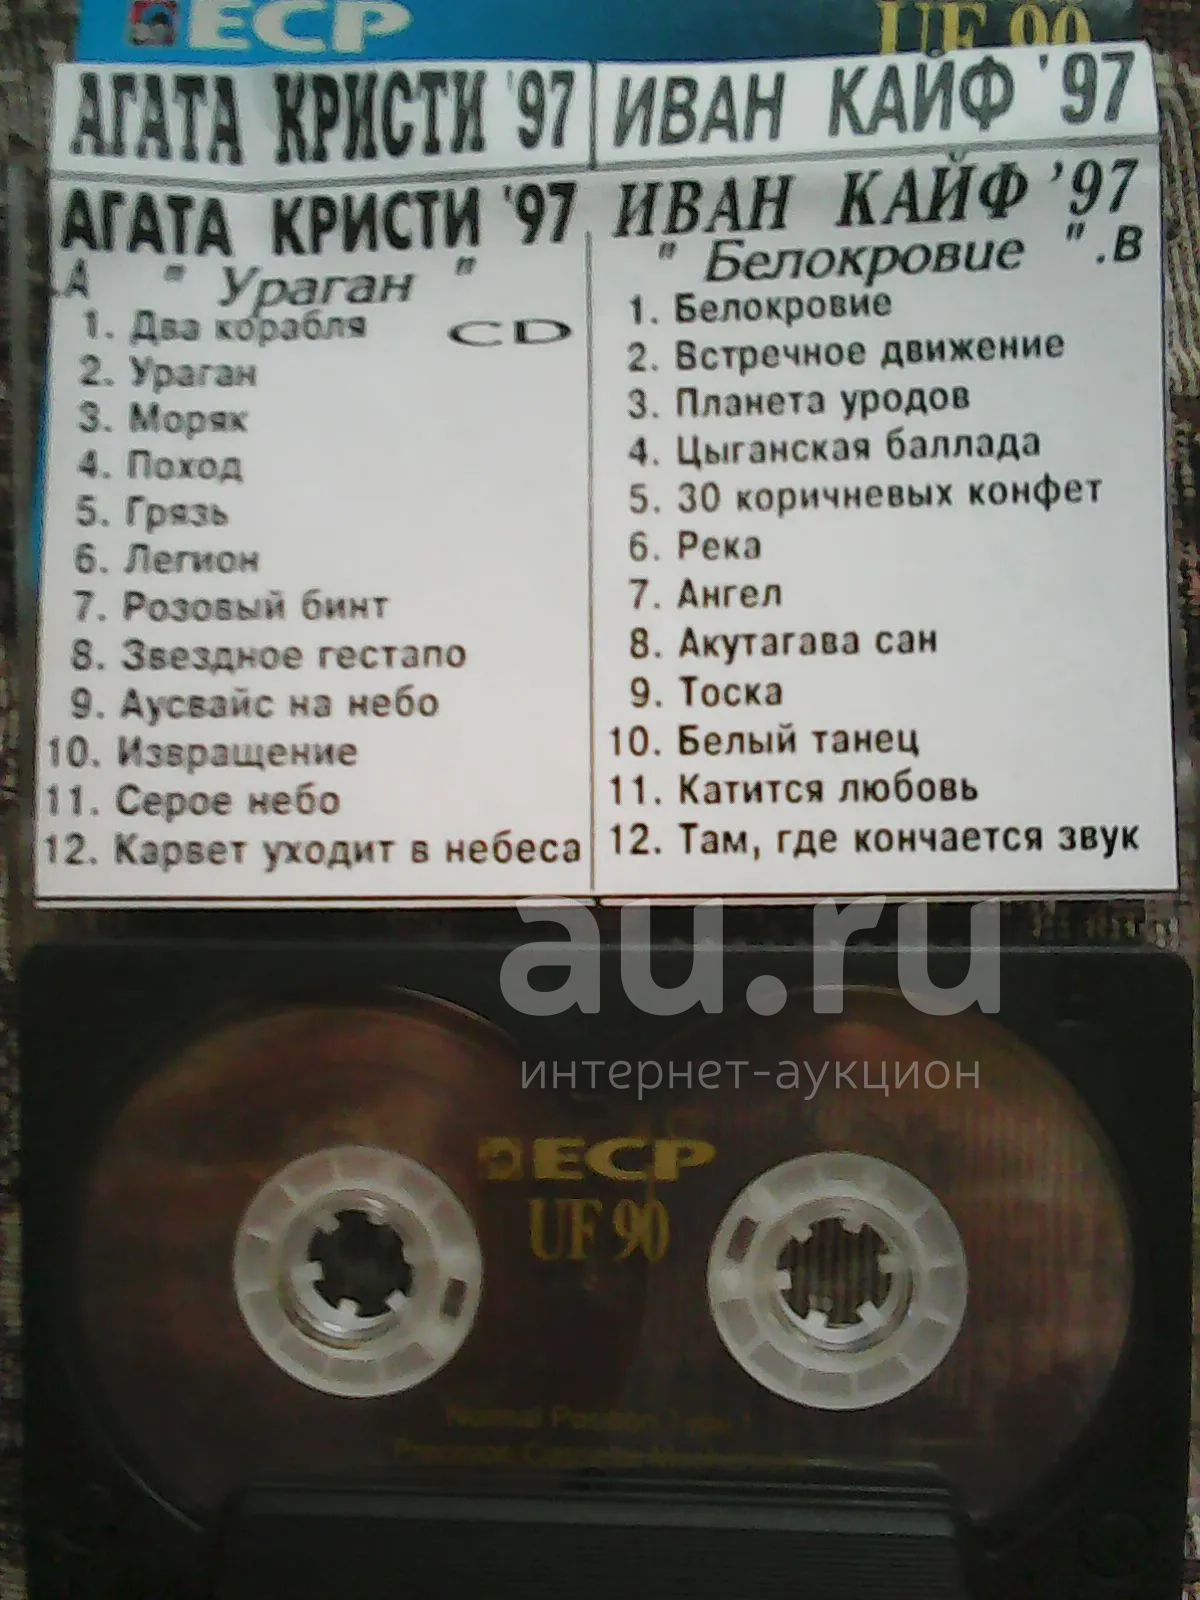 ECP
UF 90
АГАТА КРИСТИ '97
ИВАН КАЙФ '97
АГАТА КРИСТИ '97
.А " Ураган "
1. Два корабля CD
2. Ураган
3. Моряк
4. Поход
5. Грязь
6. Легион
7. Розовый бинт
8. Звездное гестапо
9. Аусвайс на небо
10. Извращение
11. Серое небо
12. Карвет уходит в небеса
ИВАН КАЙФ '97
" Белокровие " .В
1. Белокровие
2. Встречное движение
3. Планета уродов
4. Цыганская баллада
5. 30 коричневых конфет
6. Река
7. Ангел
8. Акутагава сан
9. Тоска
10. Белый танец
11. Катится любовь
12. Там, где кончается звук
au.ru
интернет-аукцион
ECP
UF 90
Normal Position